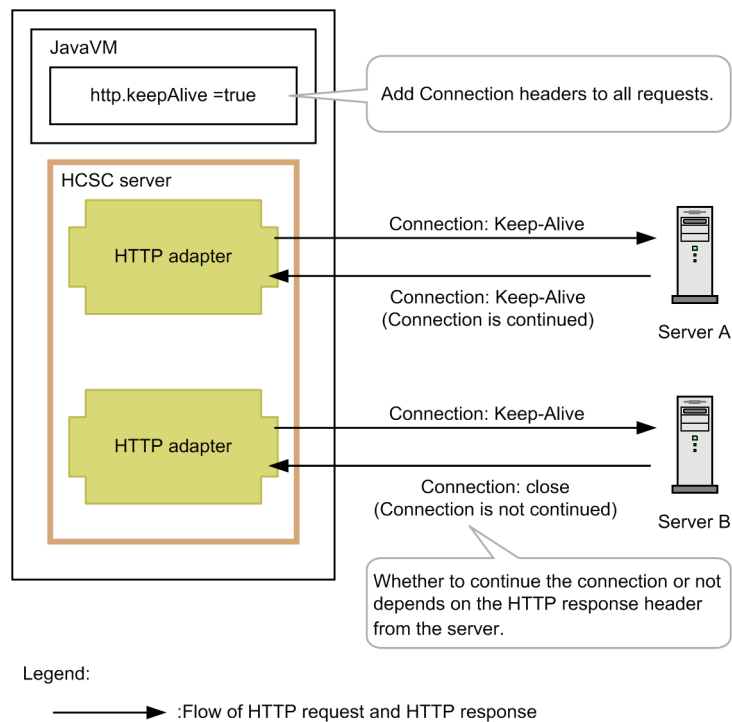 JavaVM
http.keepAlive =true
Add Connection headers to all requests.
HCSC server
HTTP adapter
Connection: Keep-Alive
Connection: Keep-Alive
(Connection is continued)
Server A
HTTP adapter
Connection: Keep-Alive
Connection: close
(Connection is not continued)
Server B
Whether to continue the connection or not
depends on the HTTP response header
from the server.
Legend:
:Flow of HTTP request and HTTP response